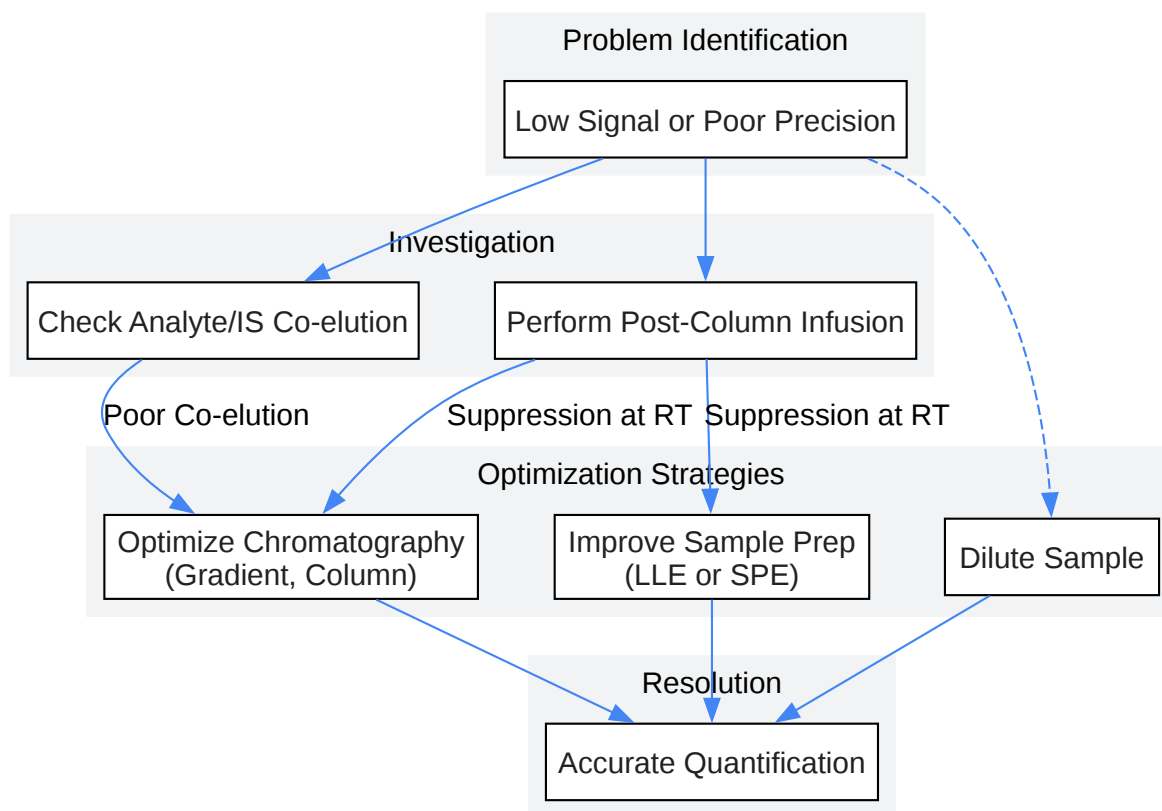 Problem Identification
Low Signal or Poor Precision
Investigation
Check Analyte/IS Co-elution
Perform Post-Column Infusion
Poor Co-elution
Suppression at RT
Suppression at RT
Optimization Strategies
Optimize Chromatography
(Gradient, Column)
Improve Sample Prep
(LLE or SPE)
Dilute Sample
Resolution
Accurate Quantification